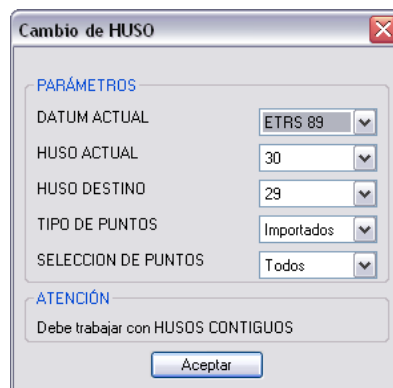 Cambio de HUSO
PARÁMETROS
DATUM ACTUAL ETRS 89
HUSO ACTUAL 30
HUSO DESTINO 29
TIPO DE PUNTOS Importados
SELECCION DE PUNTOS Todos
ATENCIÓN
Debe trabajar con HUSOS CONTIGUOS
Aceptar